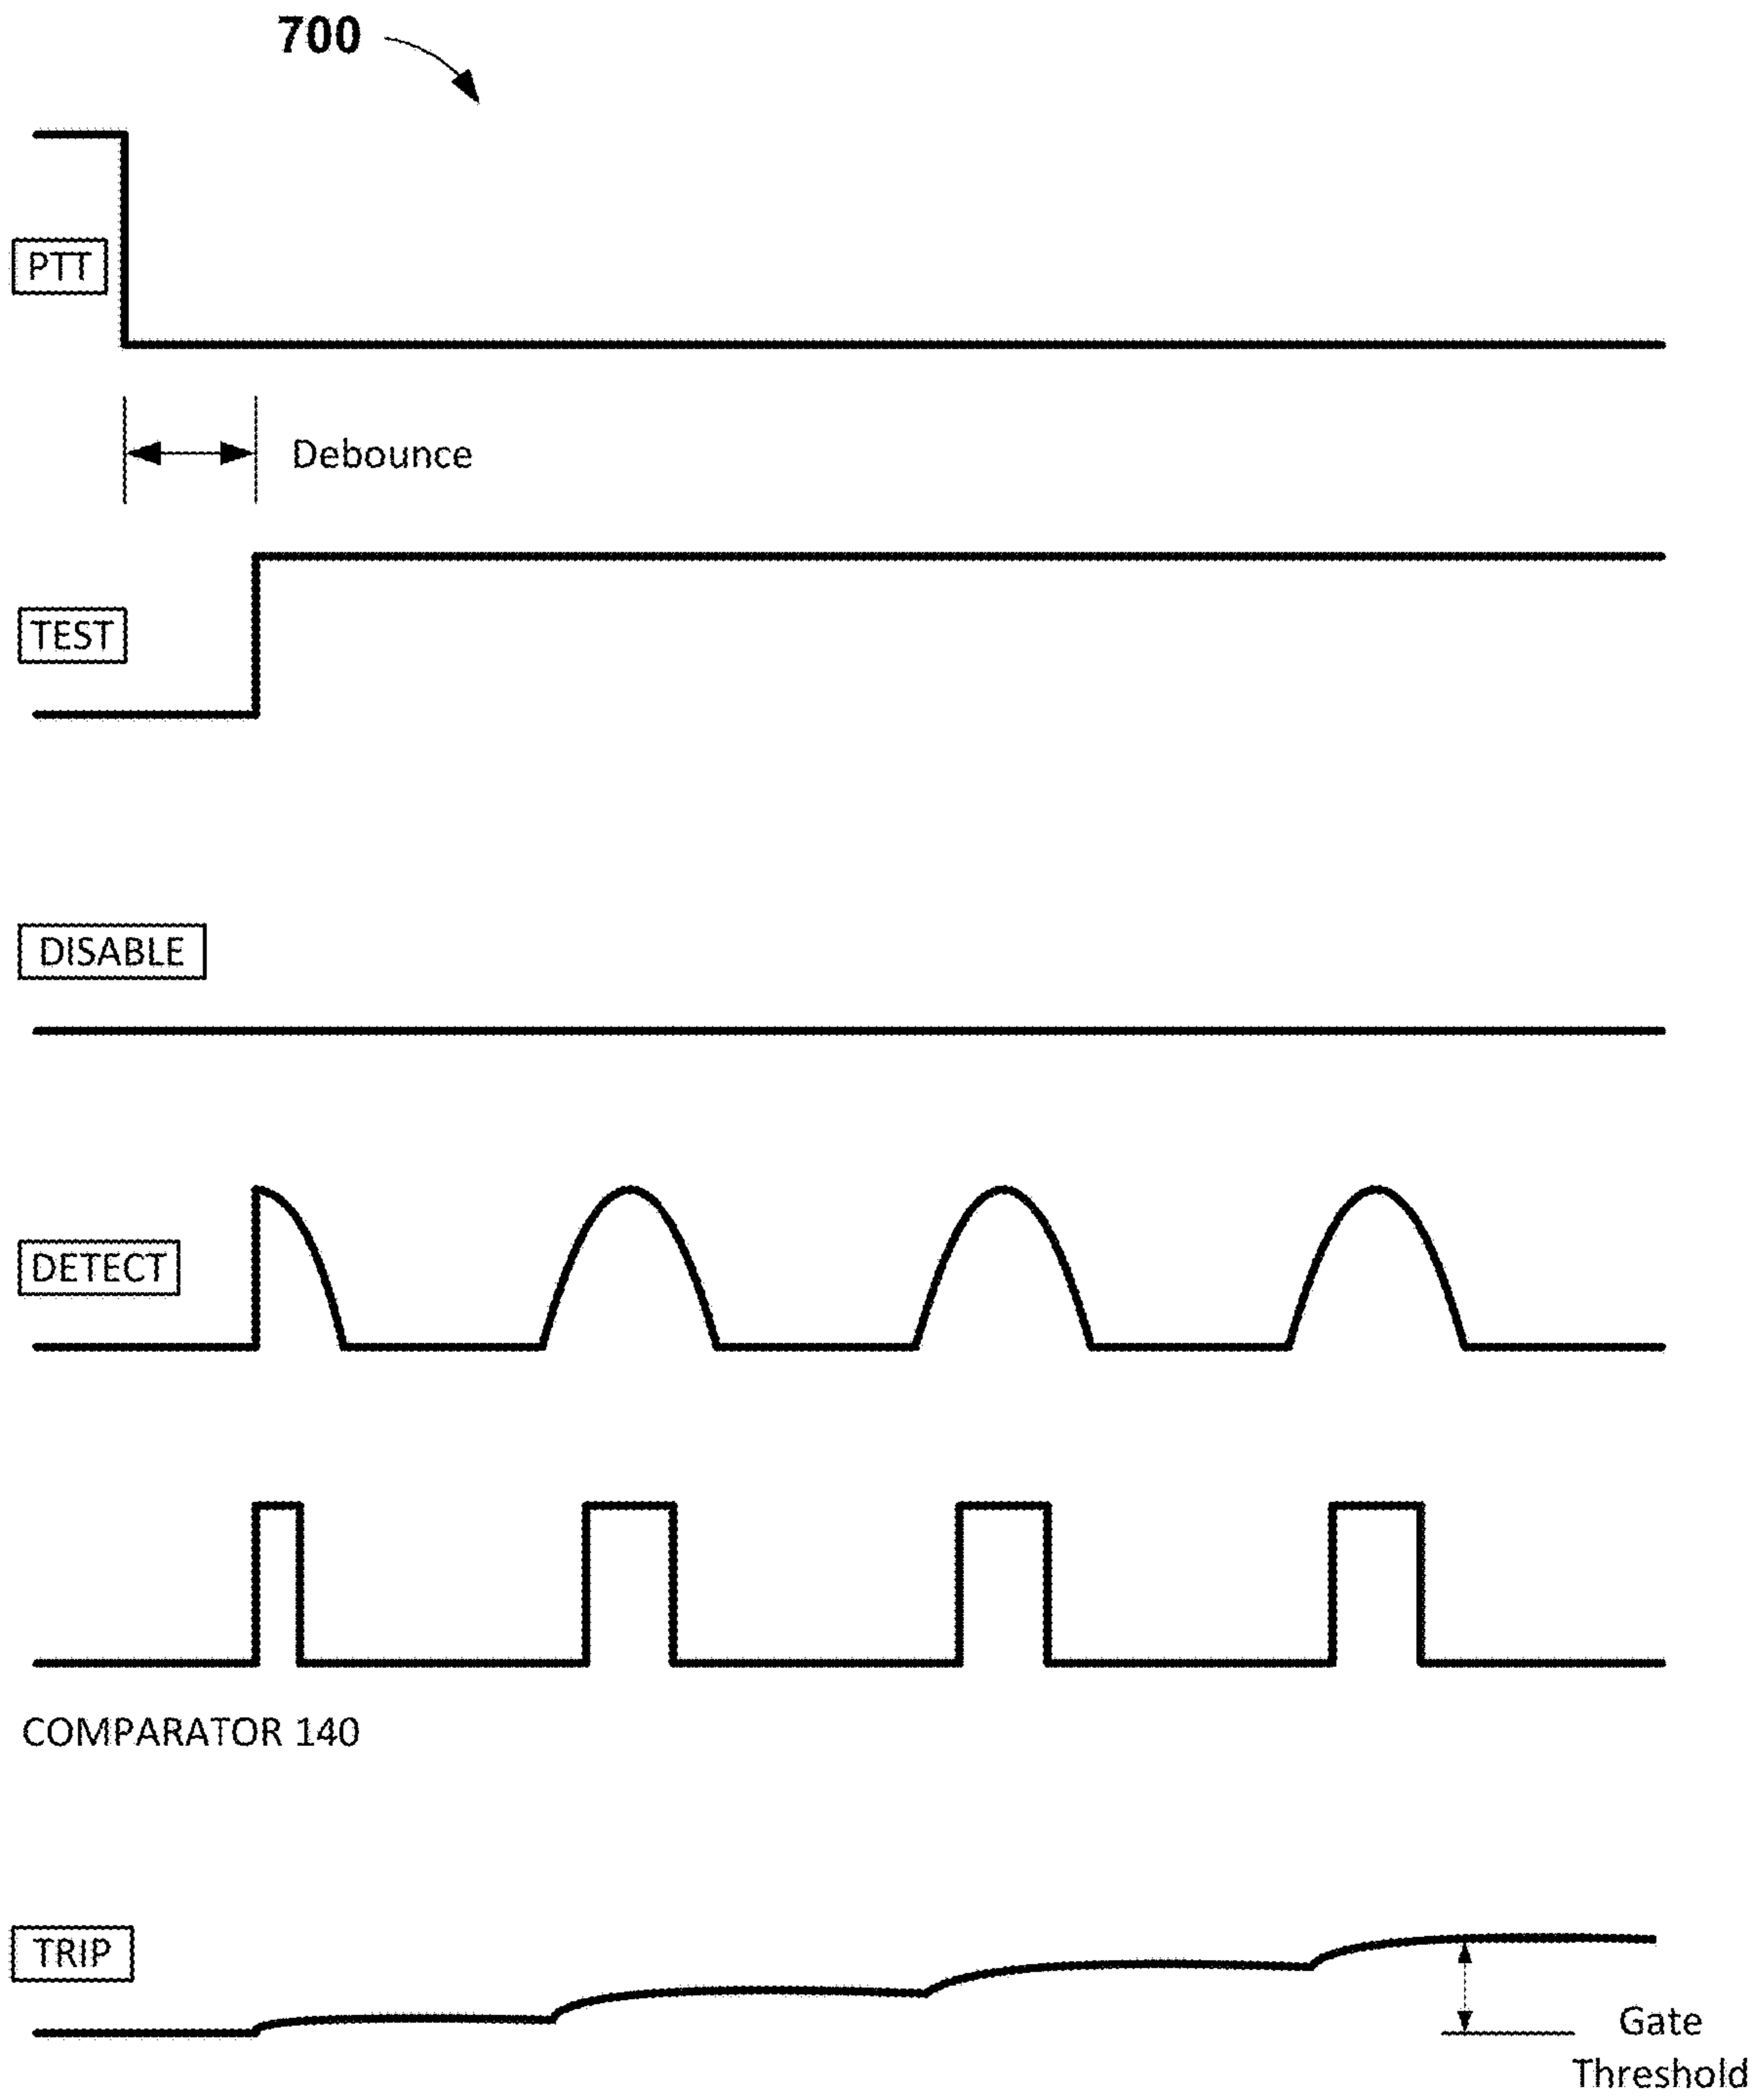 700
PTT
Debounce
TEST
DISABLE
DETECT
COMPARATOR 140
TRIP
Gate
Threshold